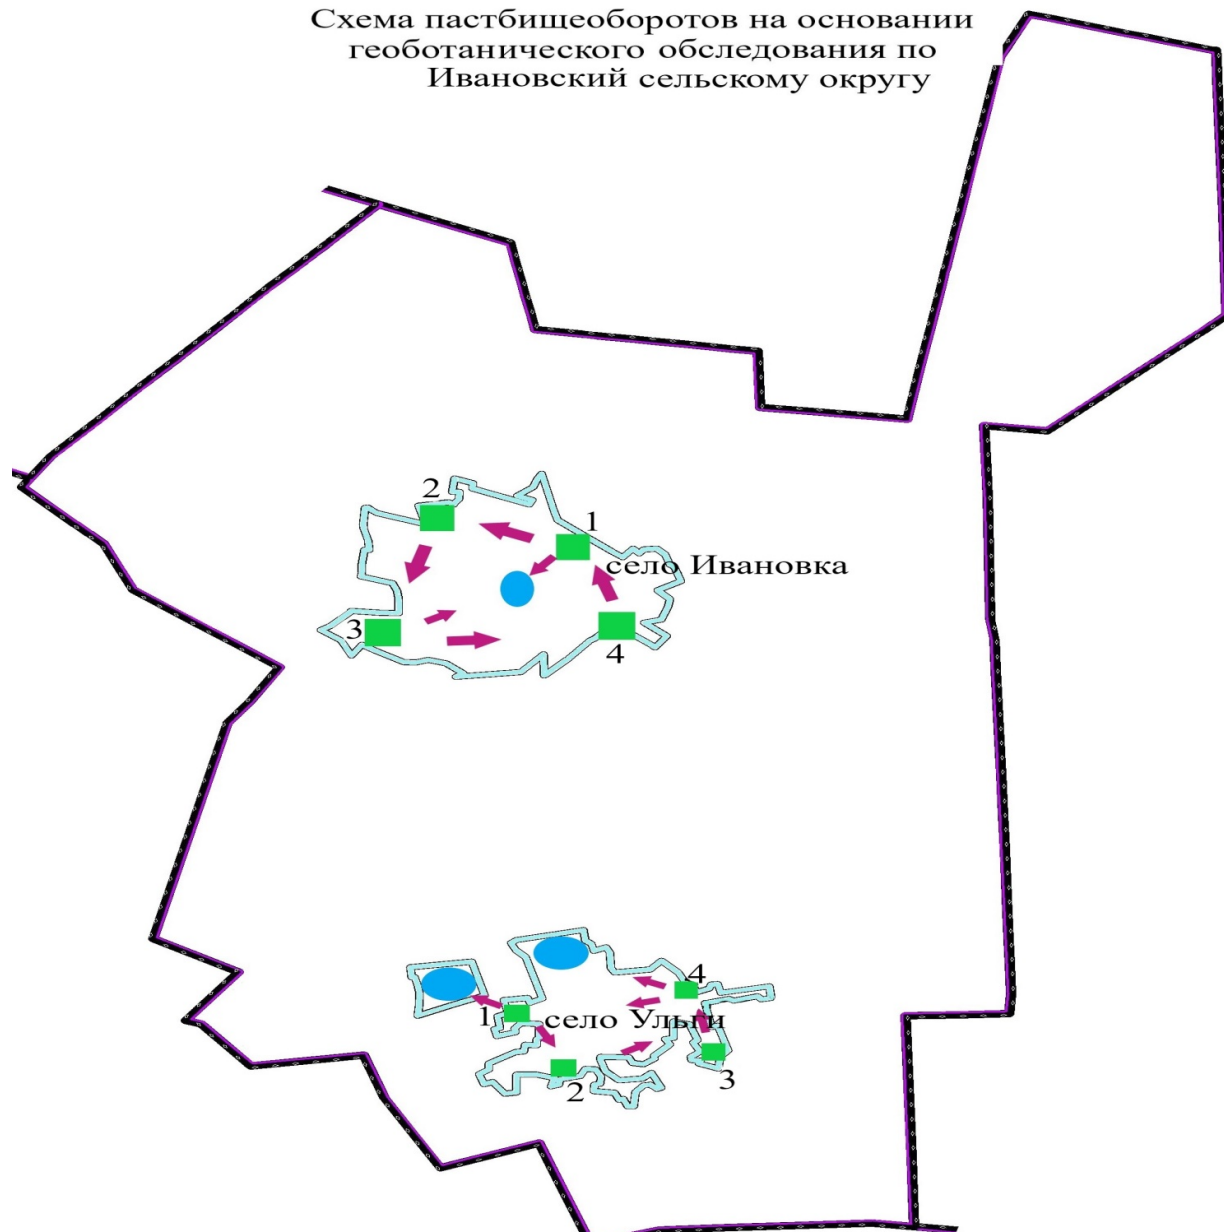 Схема пастбищеоборотов на основании
геоботанического обследования по
Ивановский сельскому округу
2
1
село Ивановка
3
4
4
1
село Ульги
3
2